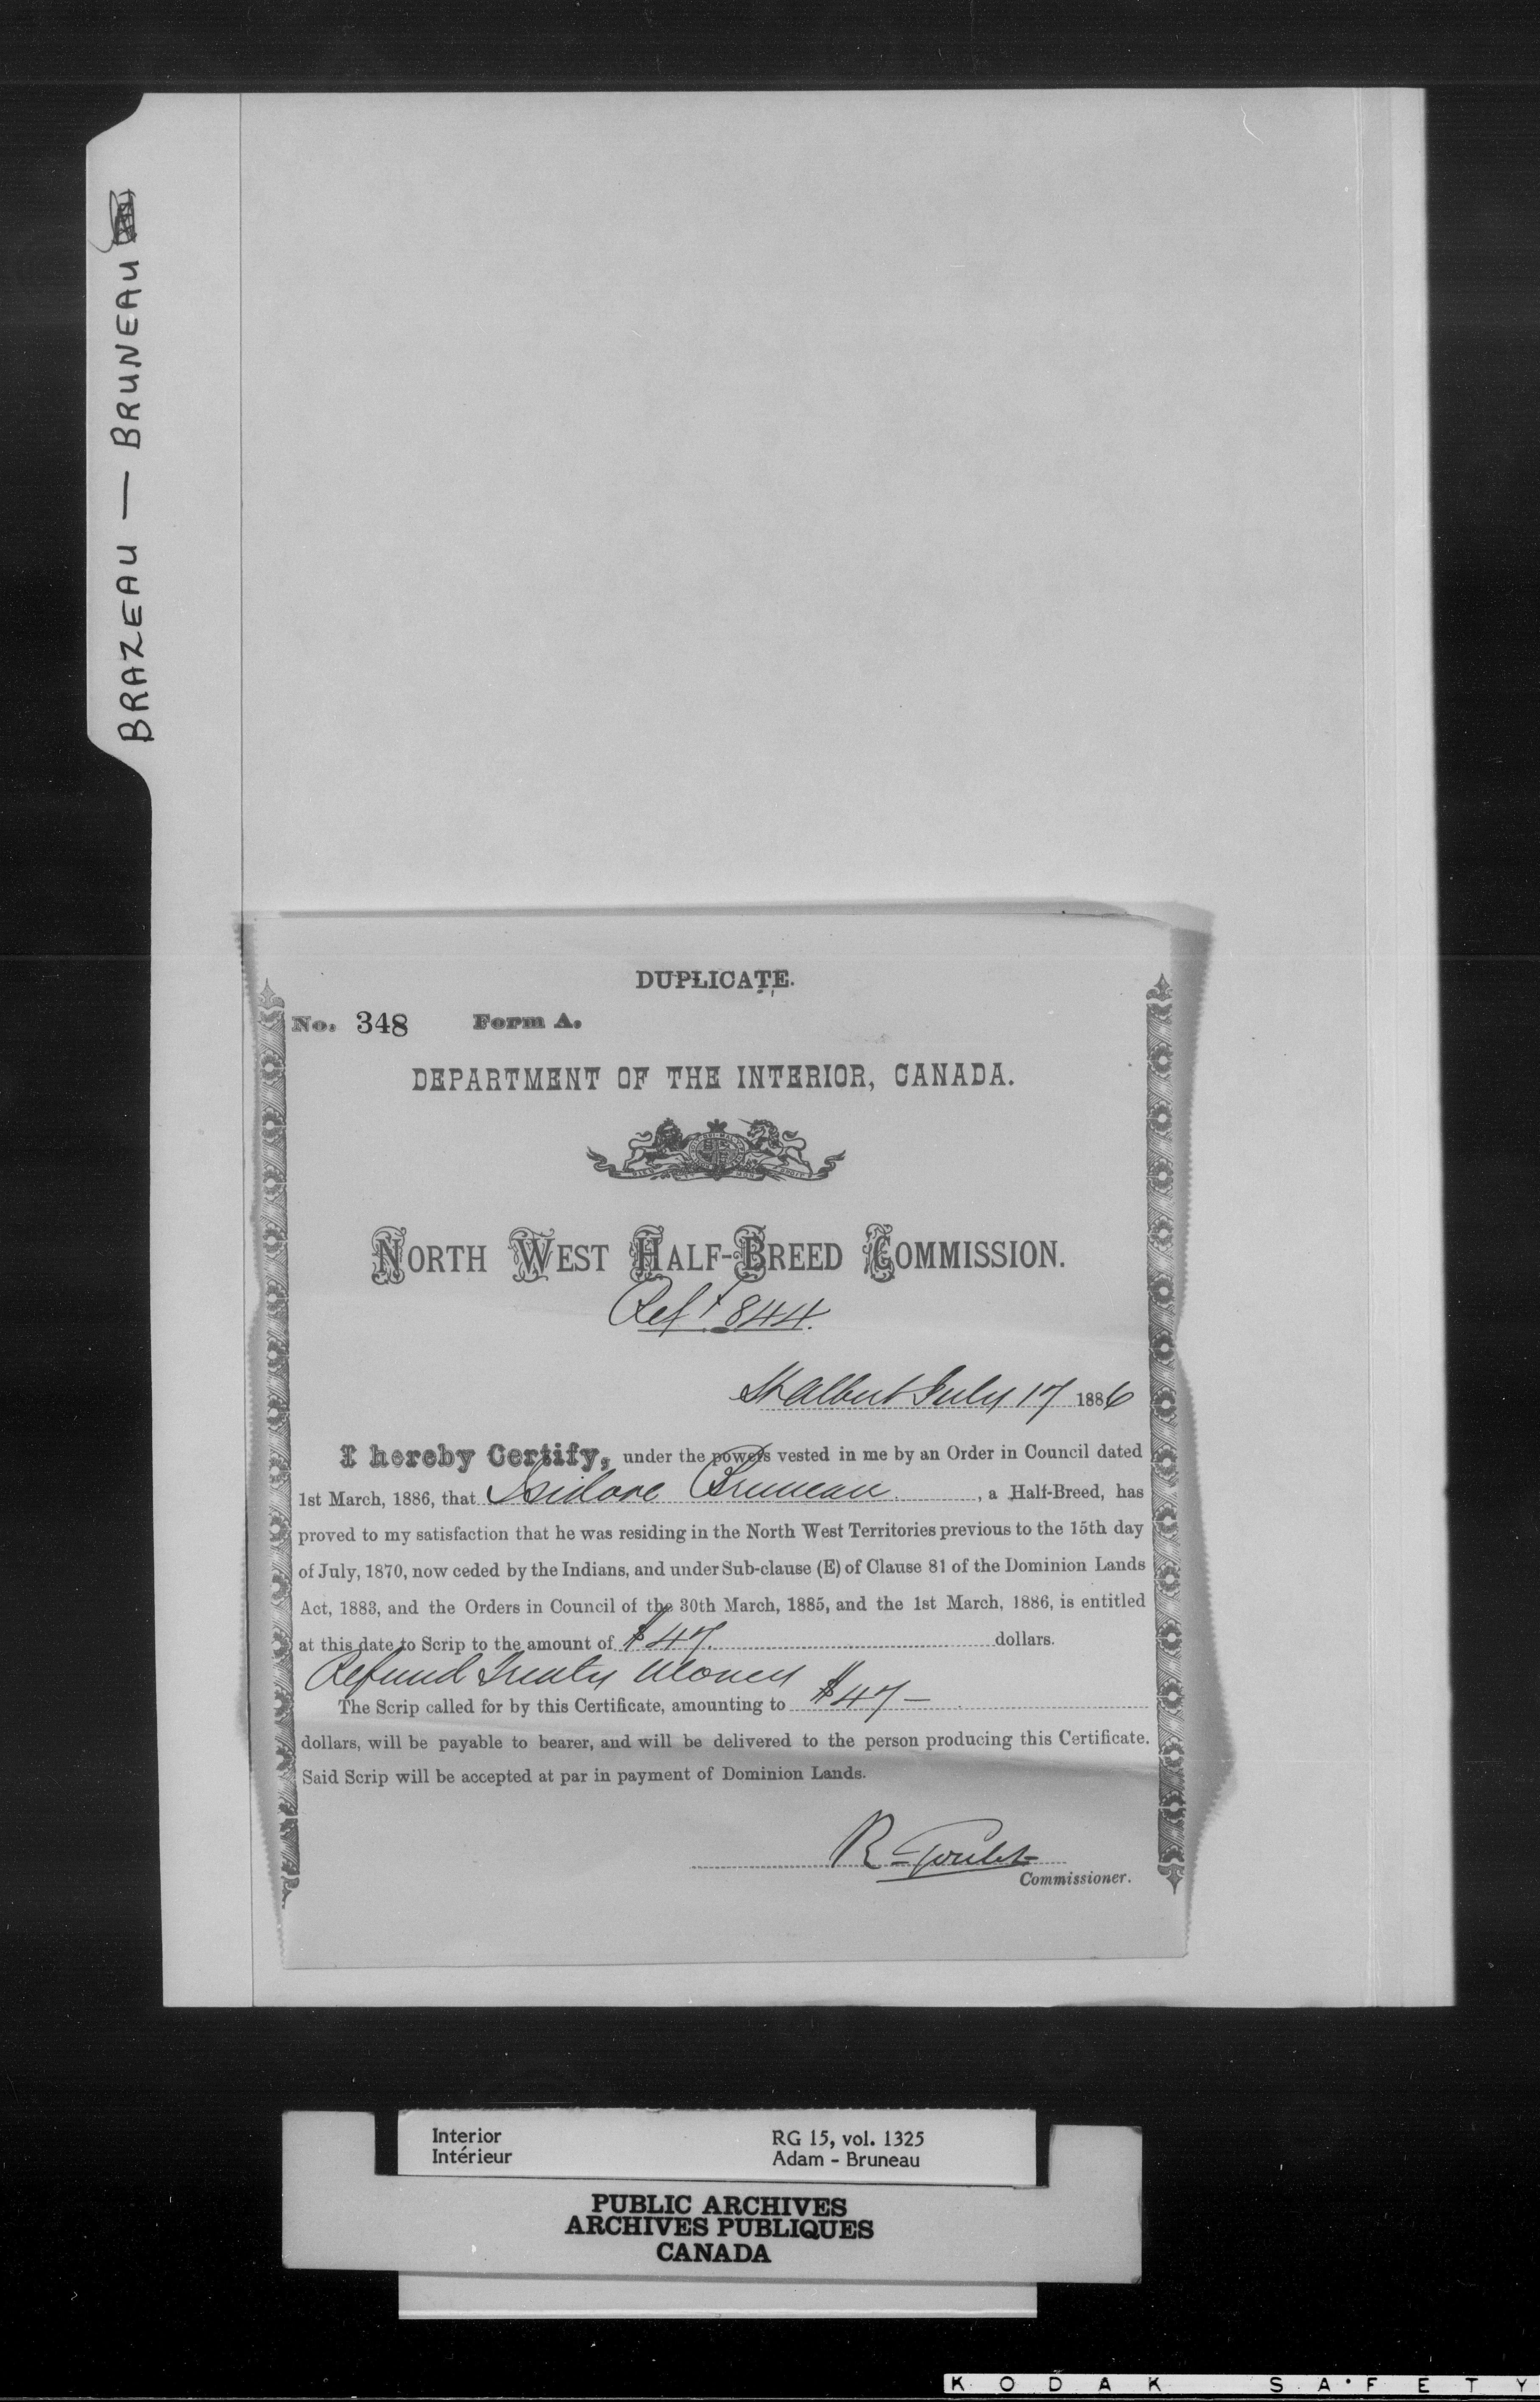 BRAZEAU — BRUNEAU
DUPLICATE.
No. 348 Form A.
DEPARTMENT OF THE INTERIOR, CANADA.
NORTH WEST HALF-BREED COMMISSION.
Ref t 844.
St Albert July 17 1886
I hereby Certify, under the powers vested in me by an Order in Council dated
1st March, 1886, that Isidore Bruneau, a Half-Breed, has
proved to my satisfaction that he was residing in the North West Territories previous to the 15th day
of July, 1870, now ceded by the Indians, and under Sub-clause (E) of Clause 81 of the Dominion Lands
Act, 1883, and the Orders in Council of the 30th March, 1885, and the 1st March, 1886, is entitled
at this date to Scrip to the amount of $47. dollars.
Refund Treaty Money
The Scrip called for by this Certificate, amounting to $47 —
dollars, will be payable to bearer, and will be delivered to the person producing this Certificate.
Said Scrip will be accepted at par in payment of Dominion Lands.
R Goulet
Commissioner.
Interior RG 15, vol. 1325
Intérieur Adam - Bruneau
PUBLIC ARCHIVES
ARCHIVES PUBLIQUES
CANADA
KODAK SAFETY